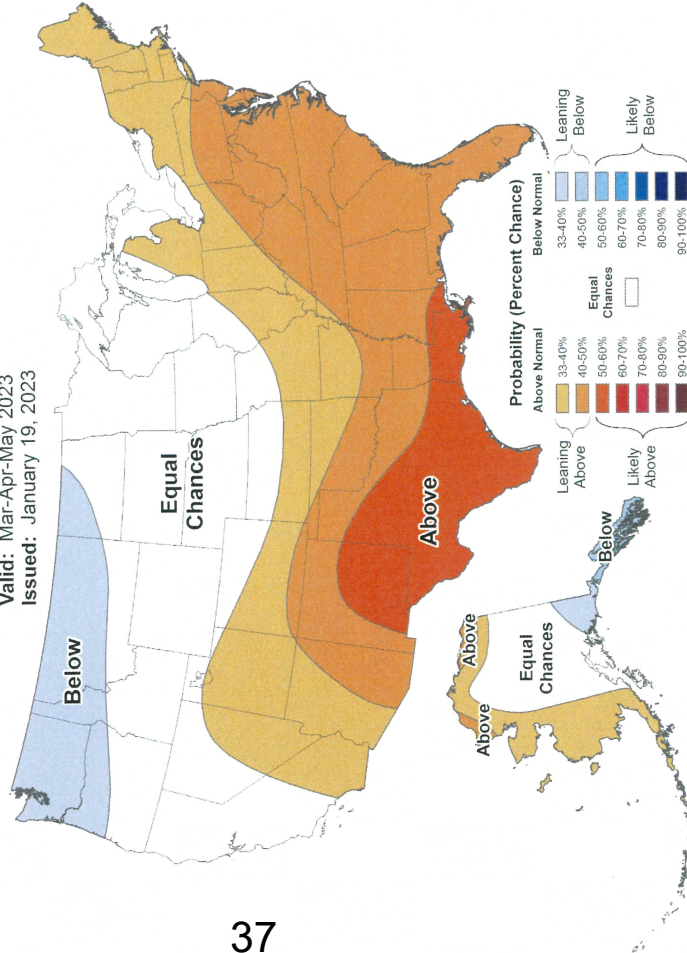 Valid: Mar-Apr-May 2023
Issued: January 19, 2023
Below
Equal
Chances
Above
Above
Above
Equal
Chances
Below
Probability (Percent Chance)
Above Normal
Below Normal
Leaning
Above
Likely
Above
33-40%
40-50%
50-60%
60-70%
70-80%
80-90%
90-100%
Equal
Chances
33-40%
40-50%
50-60%
60-70%
70-80%
80-90%
90-100%
Leaning
Below
Likely
Below
37